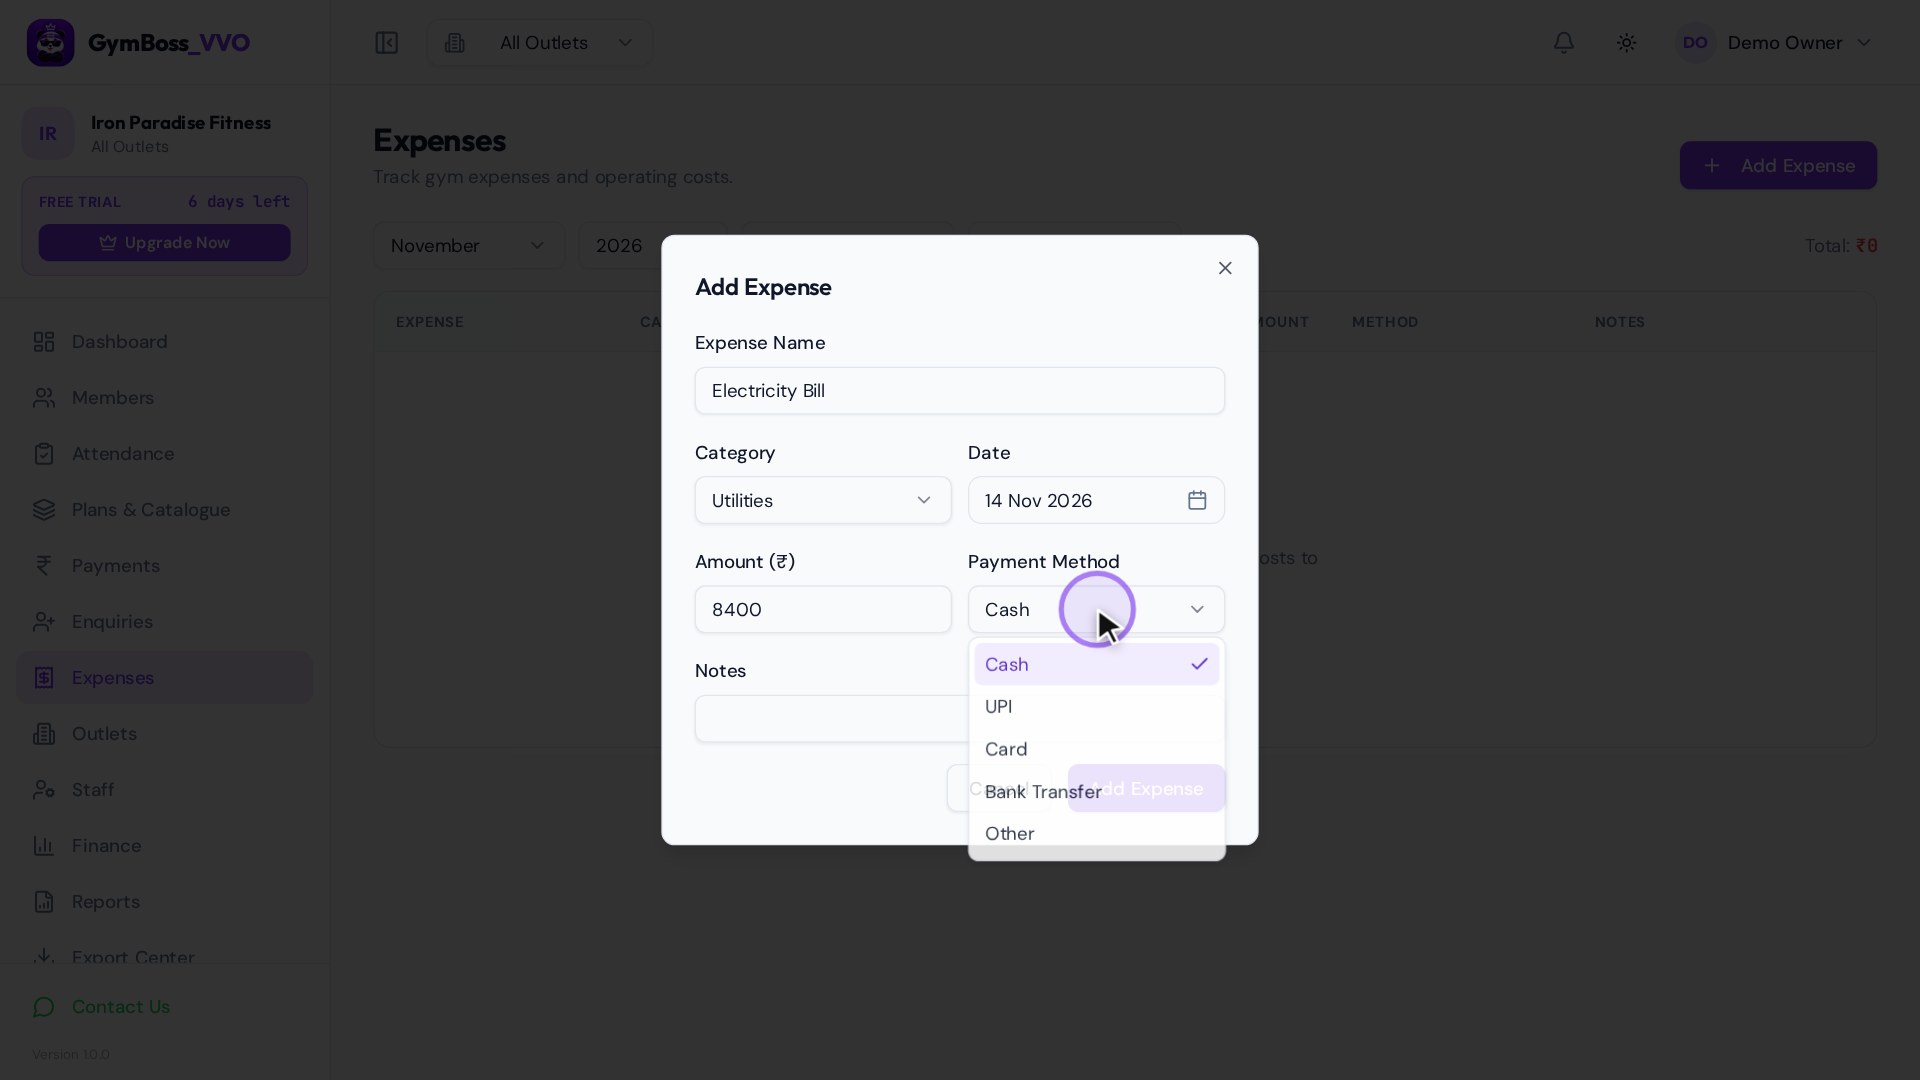 GymBoss_VVO
All Outlets
DO Demo Owner
IR
Iron Paradise Fitness
All Outlets
FREE TRIAL 6 days left
Upgrade Now
Dashboard
Members
Attendance
Plans & Catalogue
Payments
Enquiries
Expenses
Outlets
Staff
Finance
Reports
Export Center
Contact Us
Version 1.0.0
Expenses
Track gym expenses and operating costs.
Add Expense
November
2026
Total: ₹0
EXPENSE
METHOD
NOTES
osts to
Add Expense
Expense Name
Electricity Bill
Category
Utilities
Date
14 Nov 2026
Amount (₹)
8400
Payment Method
Cash
Cash
UPI
Card
Bank Transfer
Other
Notes
Add Expense